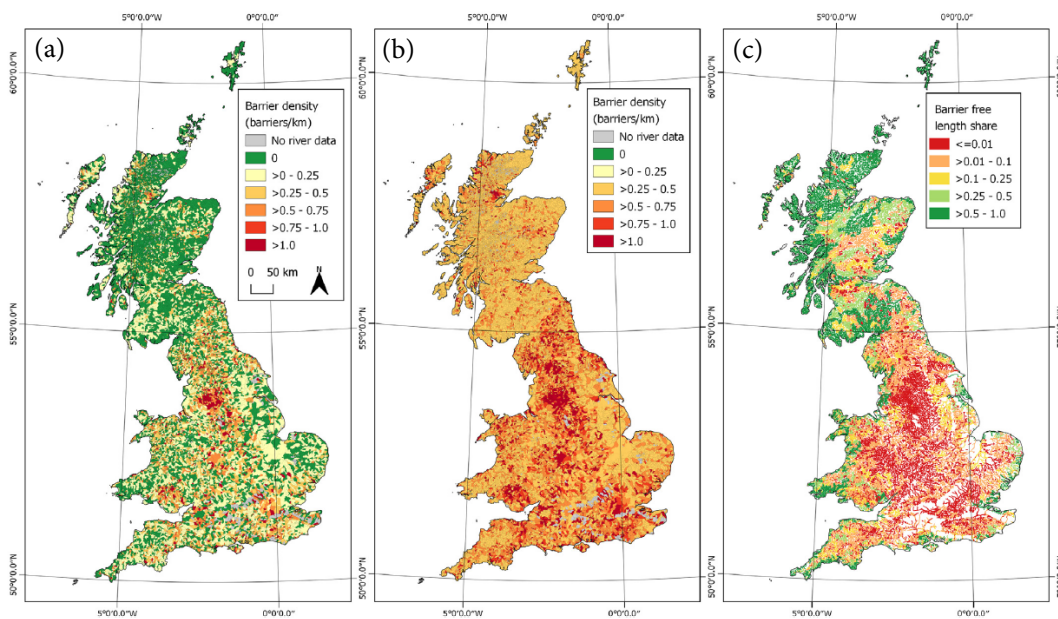 5°0'0.0"W 0°0'0.0"
5°0'0.0"W 0°0'0.0"
5°0'0.0"W 0°0'0.0"
(a)
(b)
(c)
60°0'0.0"N
55°0'0.0"N
50°0'0.0"N
Barrier density
(barriers/km)
No river data
0
>0 - 0.25
>0.25 - 0.5
>0.5 - 0.75
>0.75 - 1.0
>1.0
0 50 km
N
60°0'0.0"N
55°0'0.0"N
50°0'0.0"N
Barrier density
(barriers/km)
No river data
0
>0 - 0.25
>0.25 - 0.5
>0.5 - 0.75
>0.75 - 1.0
>1.0
60°0'0.0"N
55°0'0.0"N
50°0'0.0"N
Barrier free
length share
<=0.01
>0.01 - 0.1
>0.1 - 0.25
>0.25 - 0.5
>0.5 - 1.0
5°0'0.0"W 0°0'0.0"
5°0'0.0"W 0°0'0.0"
5°0'0.0"W 0°0'0.0"